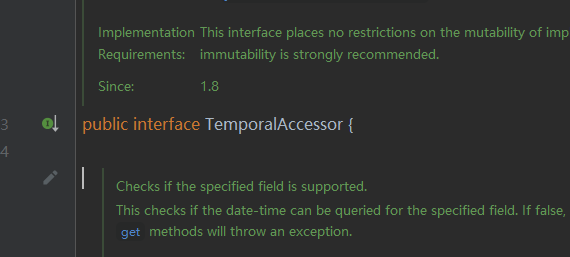 Implementation This interface places no restrictions on the mutability of
Requirements: immutability is strongly recommended.
Since: 1.8
3 public interface TemporalAccessor {
4
Checks if the specified field is supported.
This checks if the date-time can be queried for the specified field. If false,
get methods will throw an exception.